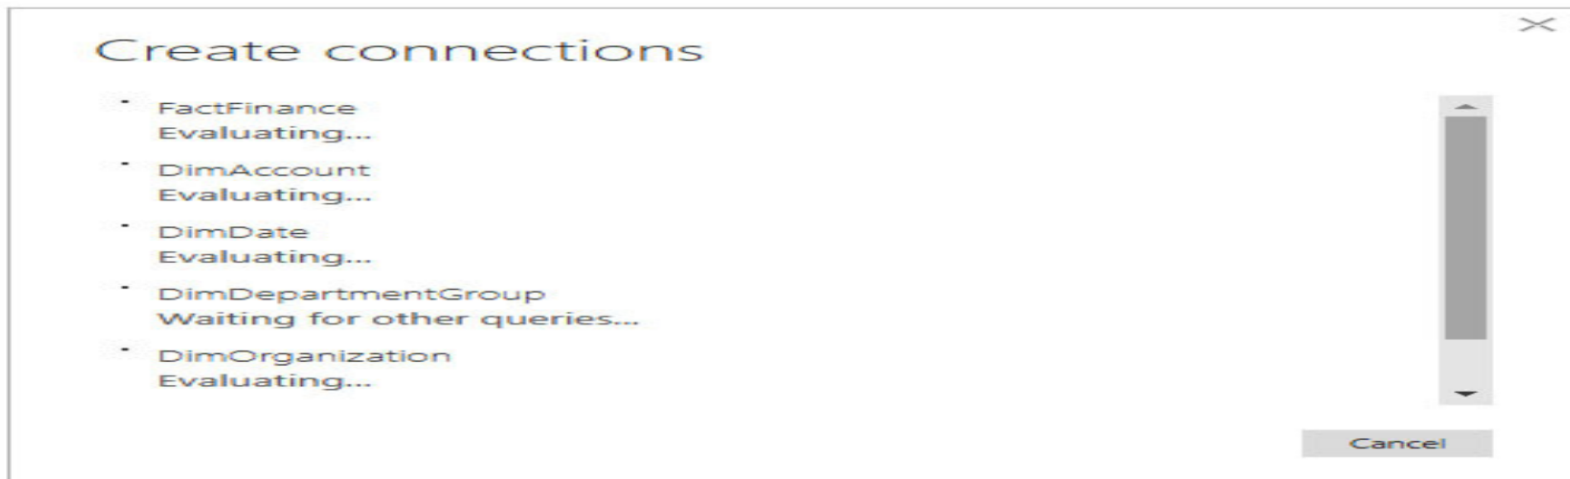 Create connections
FactFinance
Evaluating...
DimAccount
Evaluating...
DimDate
Evaluating...
DimDepartmentGroup
Waiting for other queries...
DimOrganization
Evaluating...
Cancel